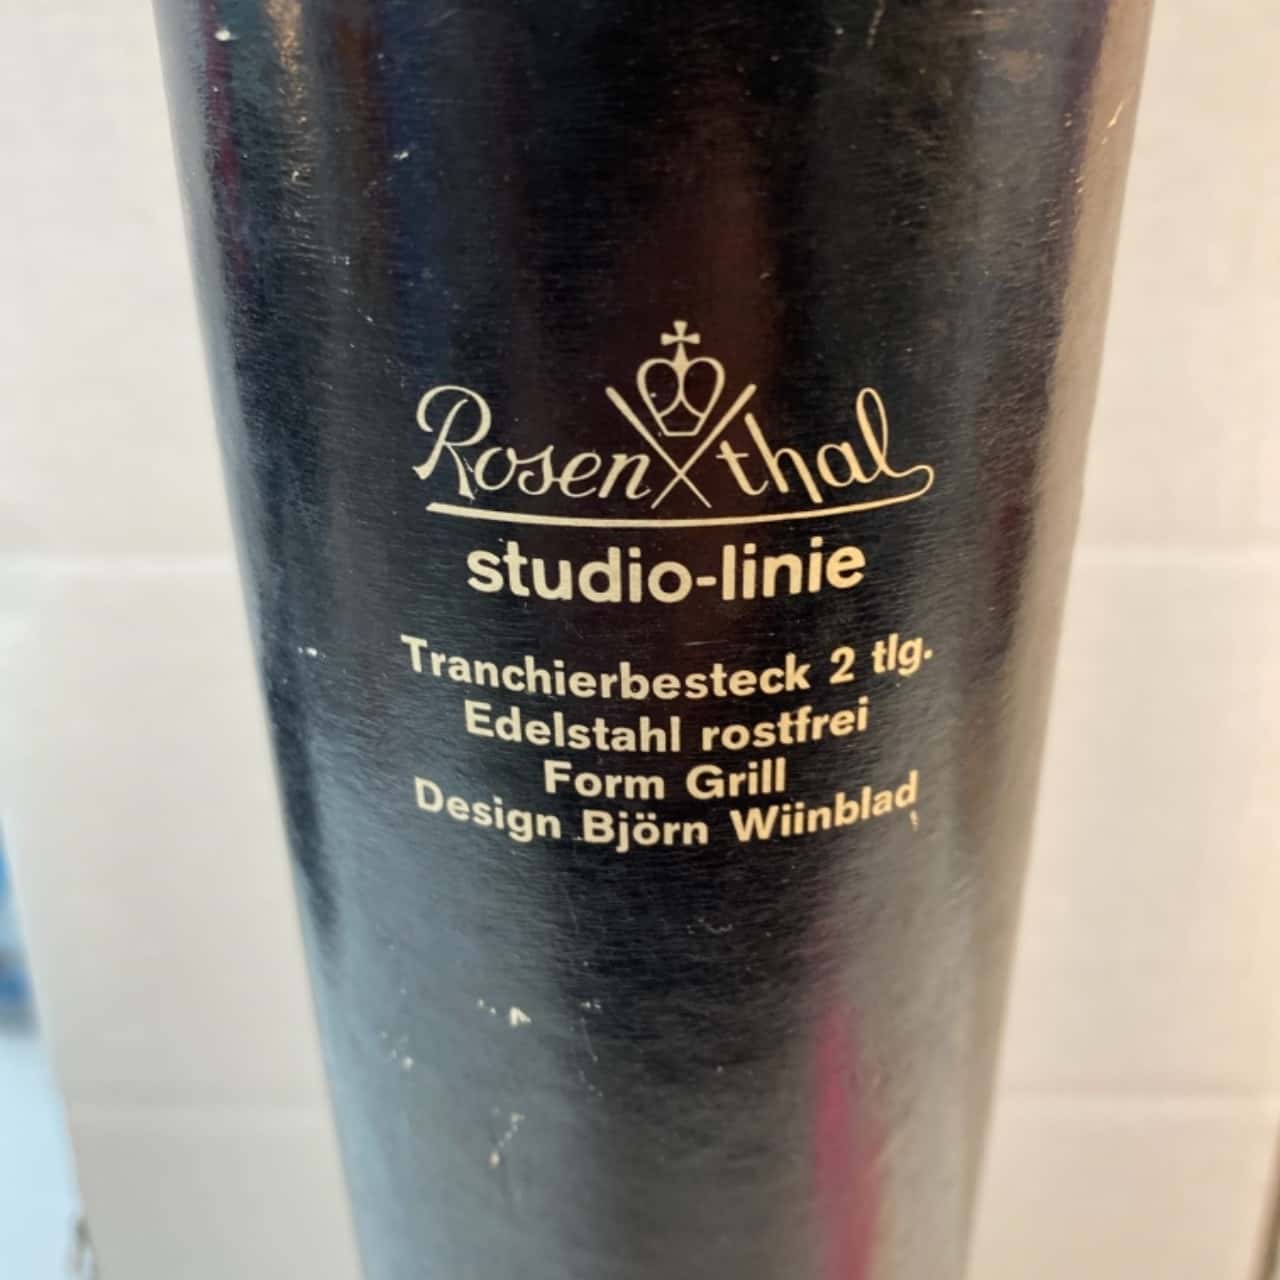 Rosenthal
studio-linie
Tranchierbesteck 2 tlg.
Edelstahl rostfrei
Form Grill
Design Björn Wiinblad